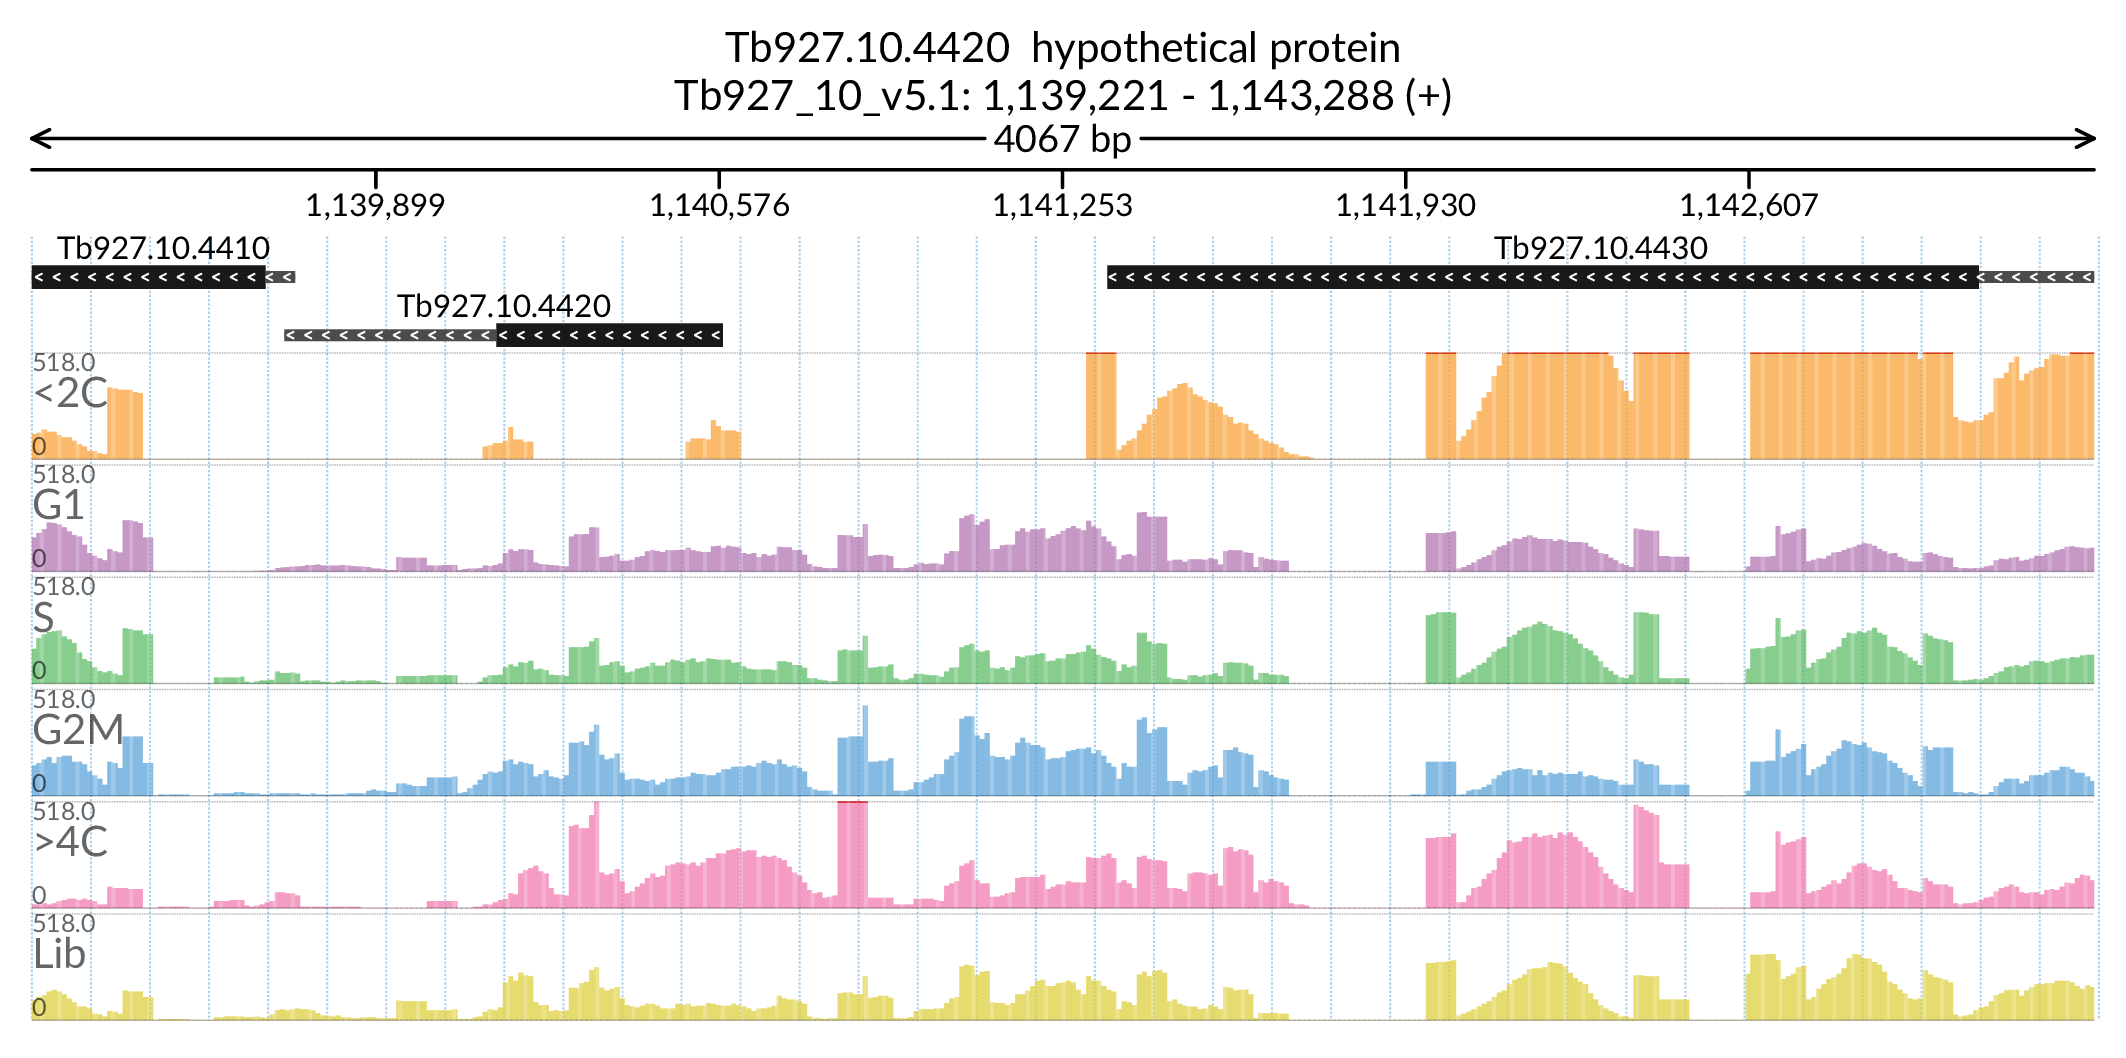 Tb927.10.4420  hypothetical protein
Tb927_10_v5.1: 1,139,221 - 1,143,288 (+)
4067 bp
1,139,899 1,140,576 1,141,253 1,141,930 1,142,607
Tb927.10.4410 Tb927.10.4430
Tb927.10.4420
518.0
<2C
0
518.0
G1
0
518.0
S
0
518.0
G2M
0
518.0
>4C
0
518.0
Lib
0